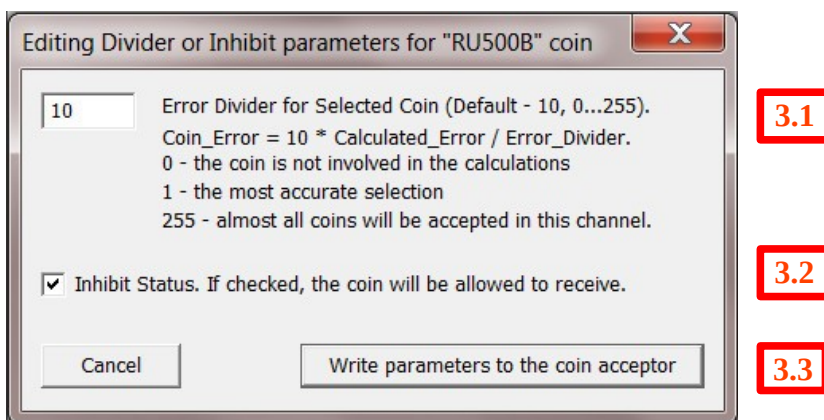 Editing Divider or Inhibit parameters for "RU500B" coin
10
Error Divider for Selected Coin (Default - 10, 0...255).
3.1
Coin_Error = 10 * Calculated_Error / Error_Divider.
0 - the coin is not involved in the calculations
1 - the most accurate selection
255 - almost all coins will be accepted in this channel.
Inhibit Status. If checked, the coin will be allowed to receive.
3.2
Cancel
Write parameters to the coin acceptor
3.3